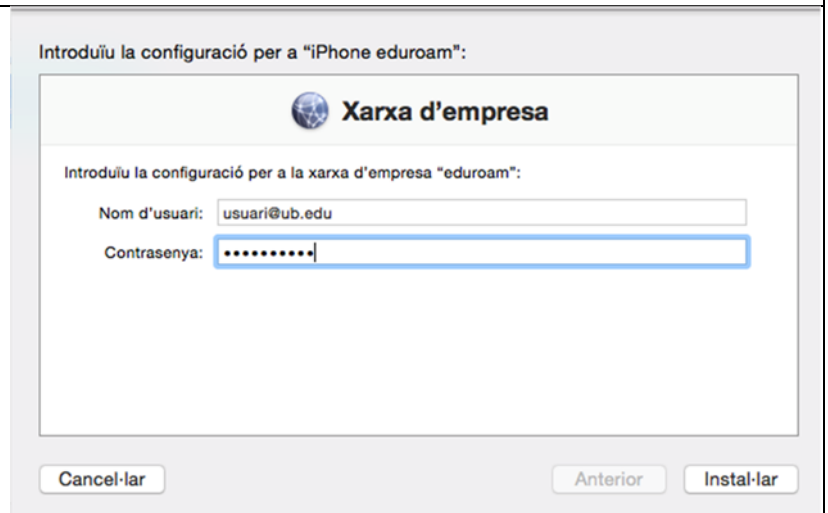 Introduïu la configuració per a “iPhone eduroam”:
Xarxa d’empresa
Introduïu la configuració per a la xarxa d’empresa “eduroam”:
Nom d’usuari: usuari@ub.edu
Contrasenya: ••••••••••
Cancel·lar Anterior Instal·lar